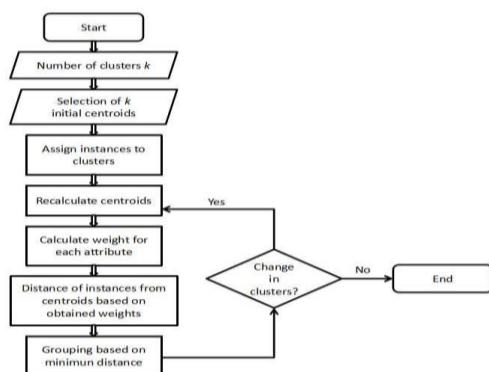 Start
Number of clusters k
Selection of k
initial centroids
Assign instances to
clusters
Recalculate centroids
Yes
Calculate weight for
each attribute
Change
in
clusters?
No
End
Distance of instances from
centroids based on
obtained weights
Grouping based on
minimun distance